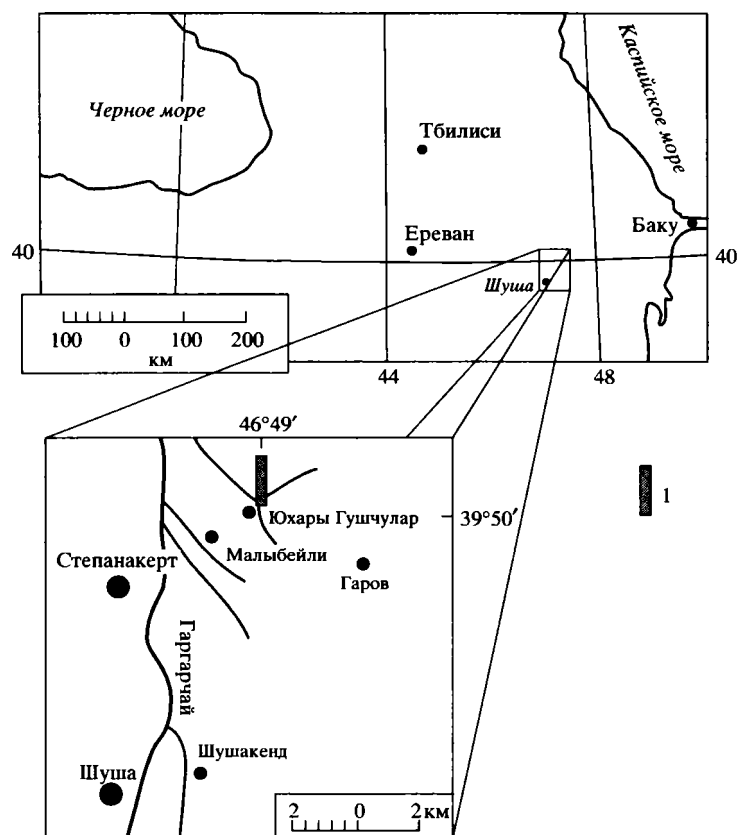 Черное море
Каспийское море
Тбилиси
Ереван
Баку
40
40
Шуша
100 0 100 200
км
44
48
46°49′
1
39°50′
Юхары Гушчулар
Малыбейли
Степанакерт
Гаров
Гаргарчай
Шушакенд
Шуша
2 0 2 км